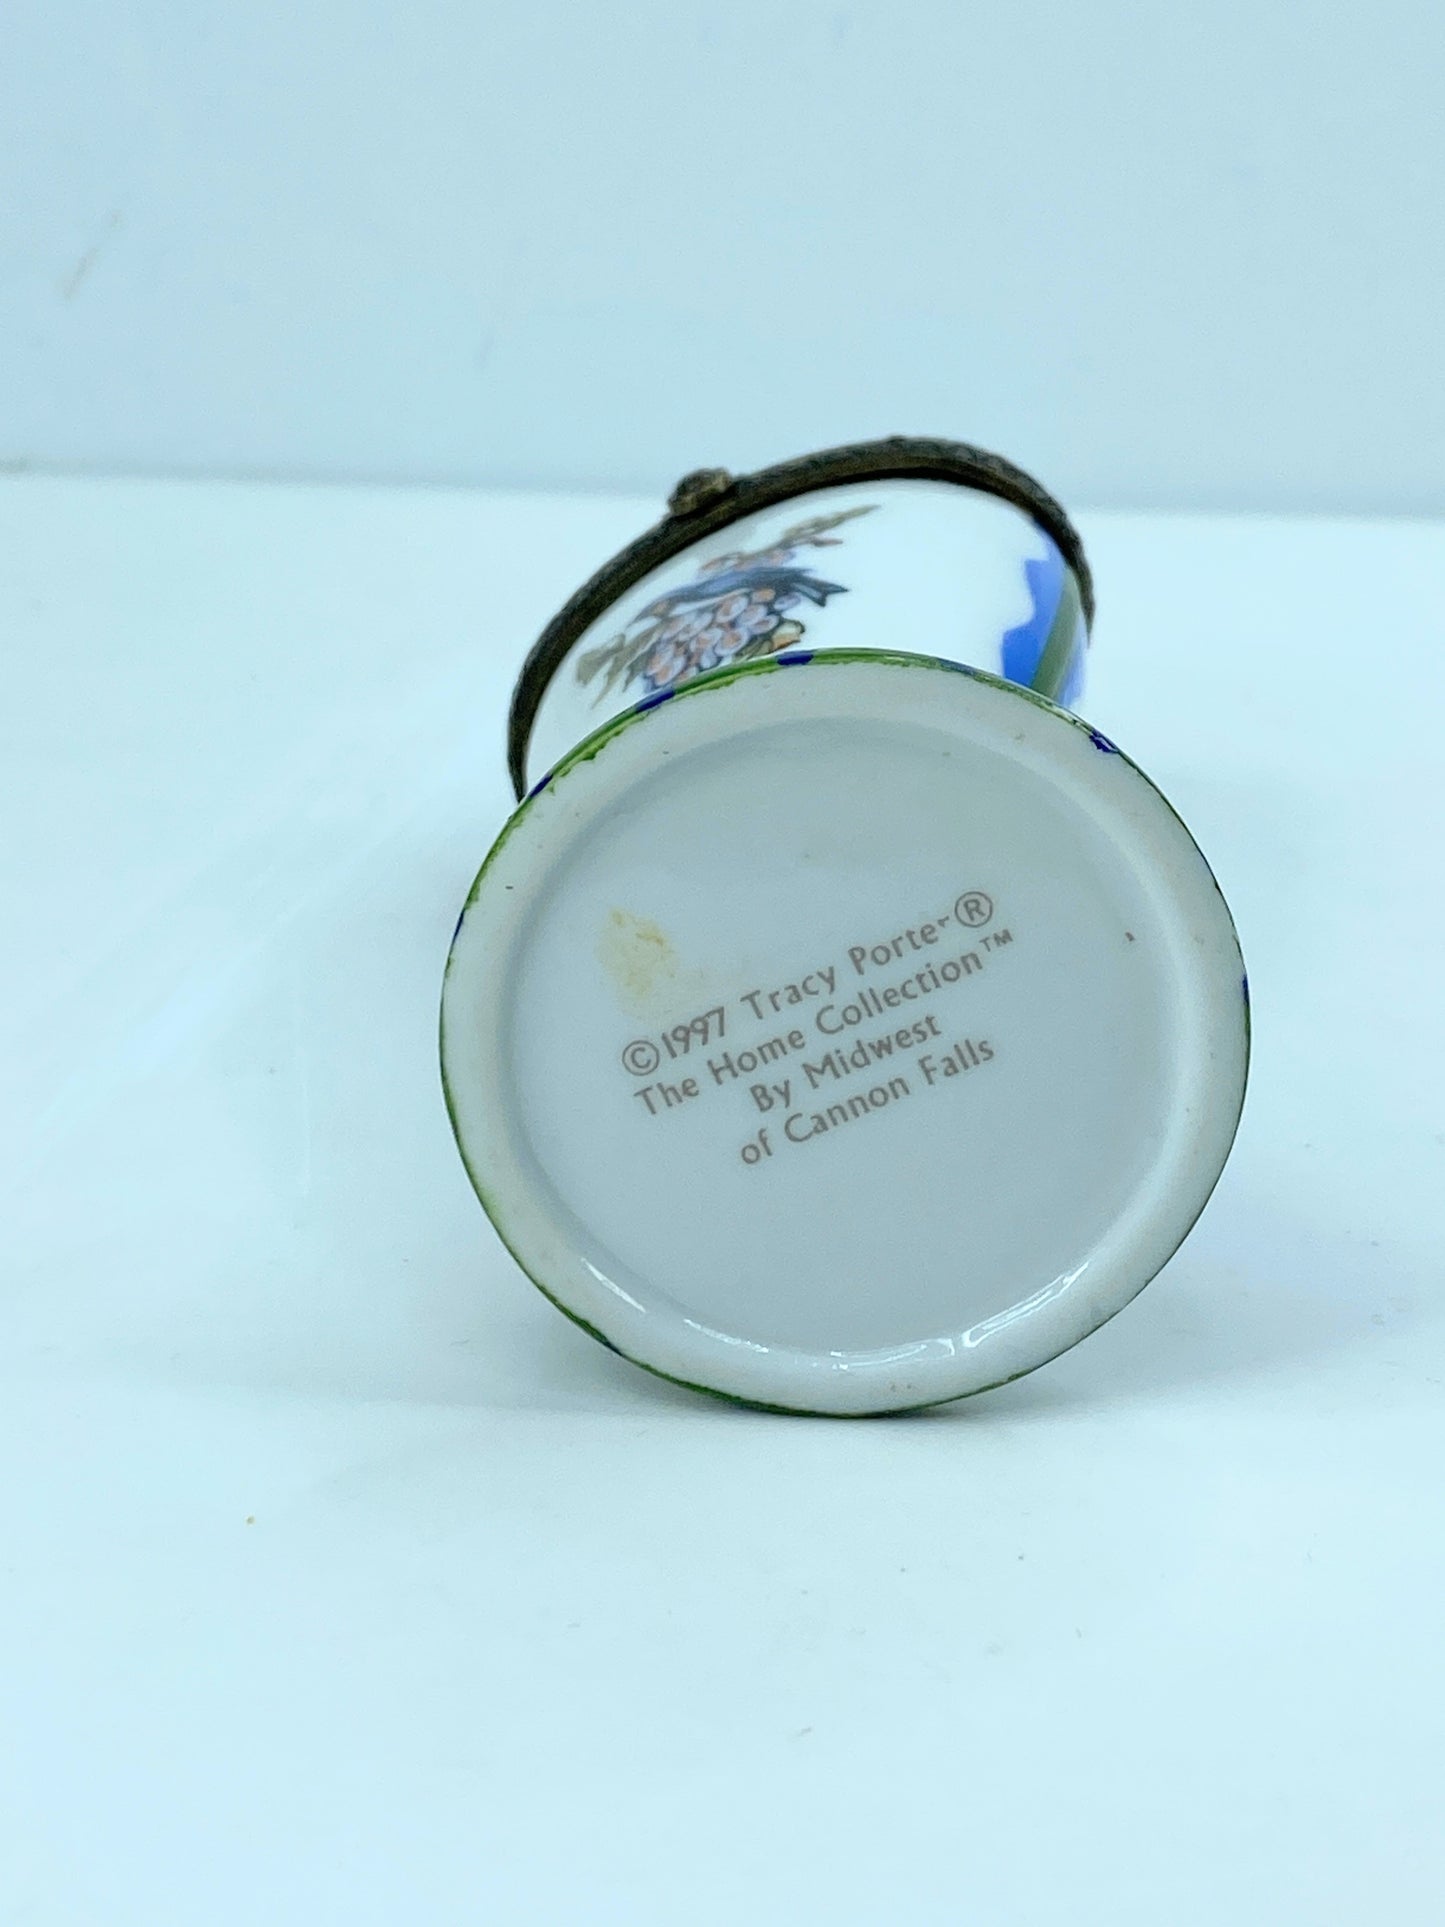 ©1997 Tracy Porter®
The Home Collection™
By Midwest
of Cannon Falls